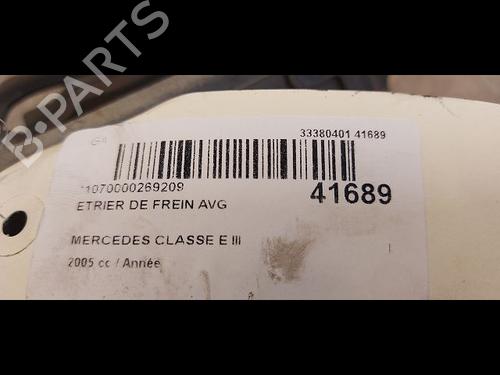 B-PARTS
33380401 41689
1070000269209
41689
ETRIER DE FREIN AVG
MERCEDES CLASSE E III
2005 cc / Année